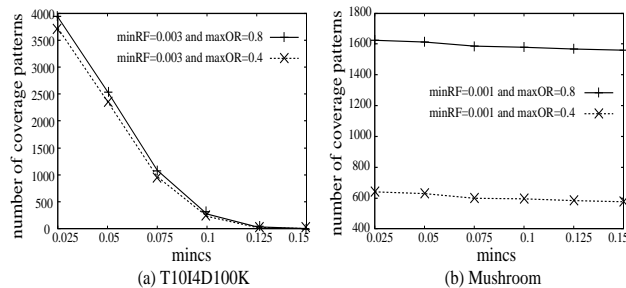 number of coverage patterns
4000
3500
3000
2500
2000
1500
1000
500
0
minRF=0.003 and maxOR=0.8
minRF=0.003 and maxOR=0.4
0.025 0.05 0.075 0.1 0.125 0.15
mincs
(a) T10I4D100K
number of coverage patterns
1800
1600
1400
1200
1000
800
600
400
minRF=0.001 and maxOR=0.8
minRF=0.001 and maxOR=0.4
0.025 0.05 0.075 0.1 0.125 0.15
mincs
(b) Mushroom